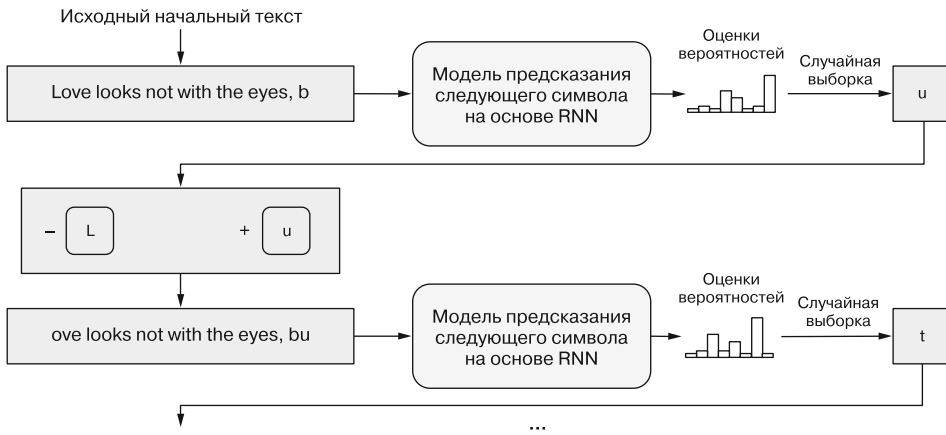 Исходный начальный текст
Love looks not with the eyes, b
Модель предсказания
следующего символа
на основе RNN
Оценки
вероятностей
Случайная
выборка
u
– L + u
ove looks not with the eyes, bu
Модель предсказания
следующего символа
на основе RNN
Оценки
вероятностей
Случайная
выборка
t
...